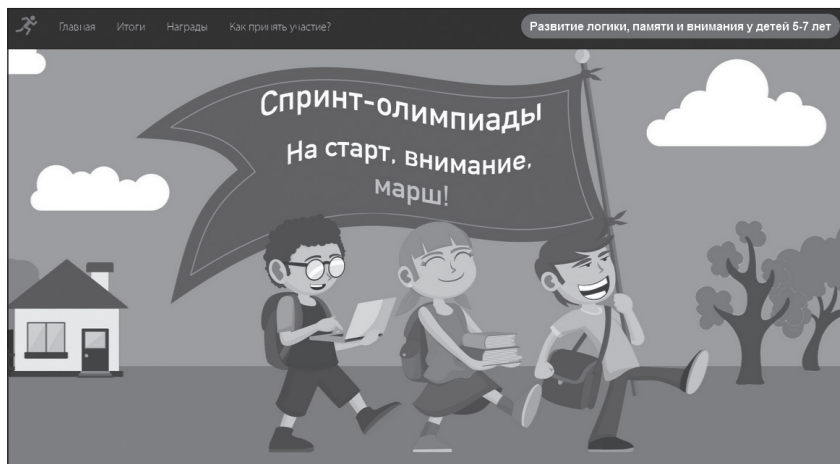 Главная Итоги Награды Как принять участие? Развитие логики, памяти и внимания у детей 5-7 лет
Спринт-олимпиады
На старт, внимание,
марш!